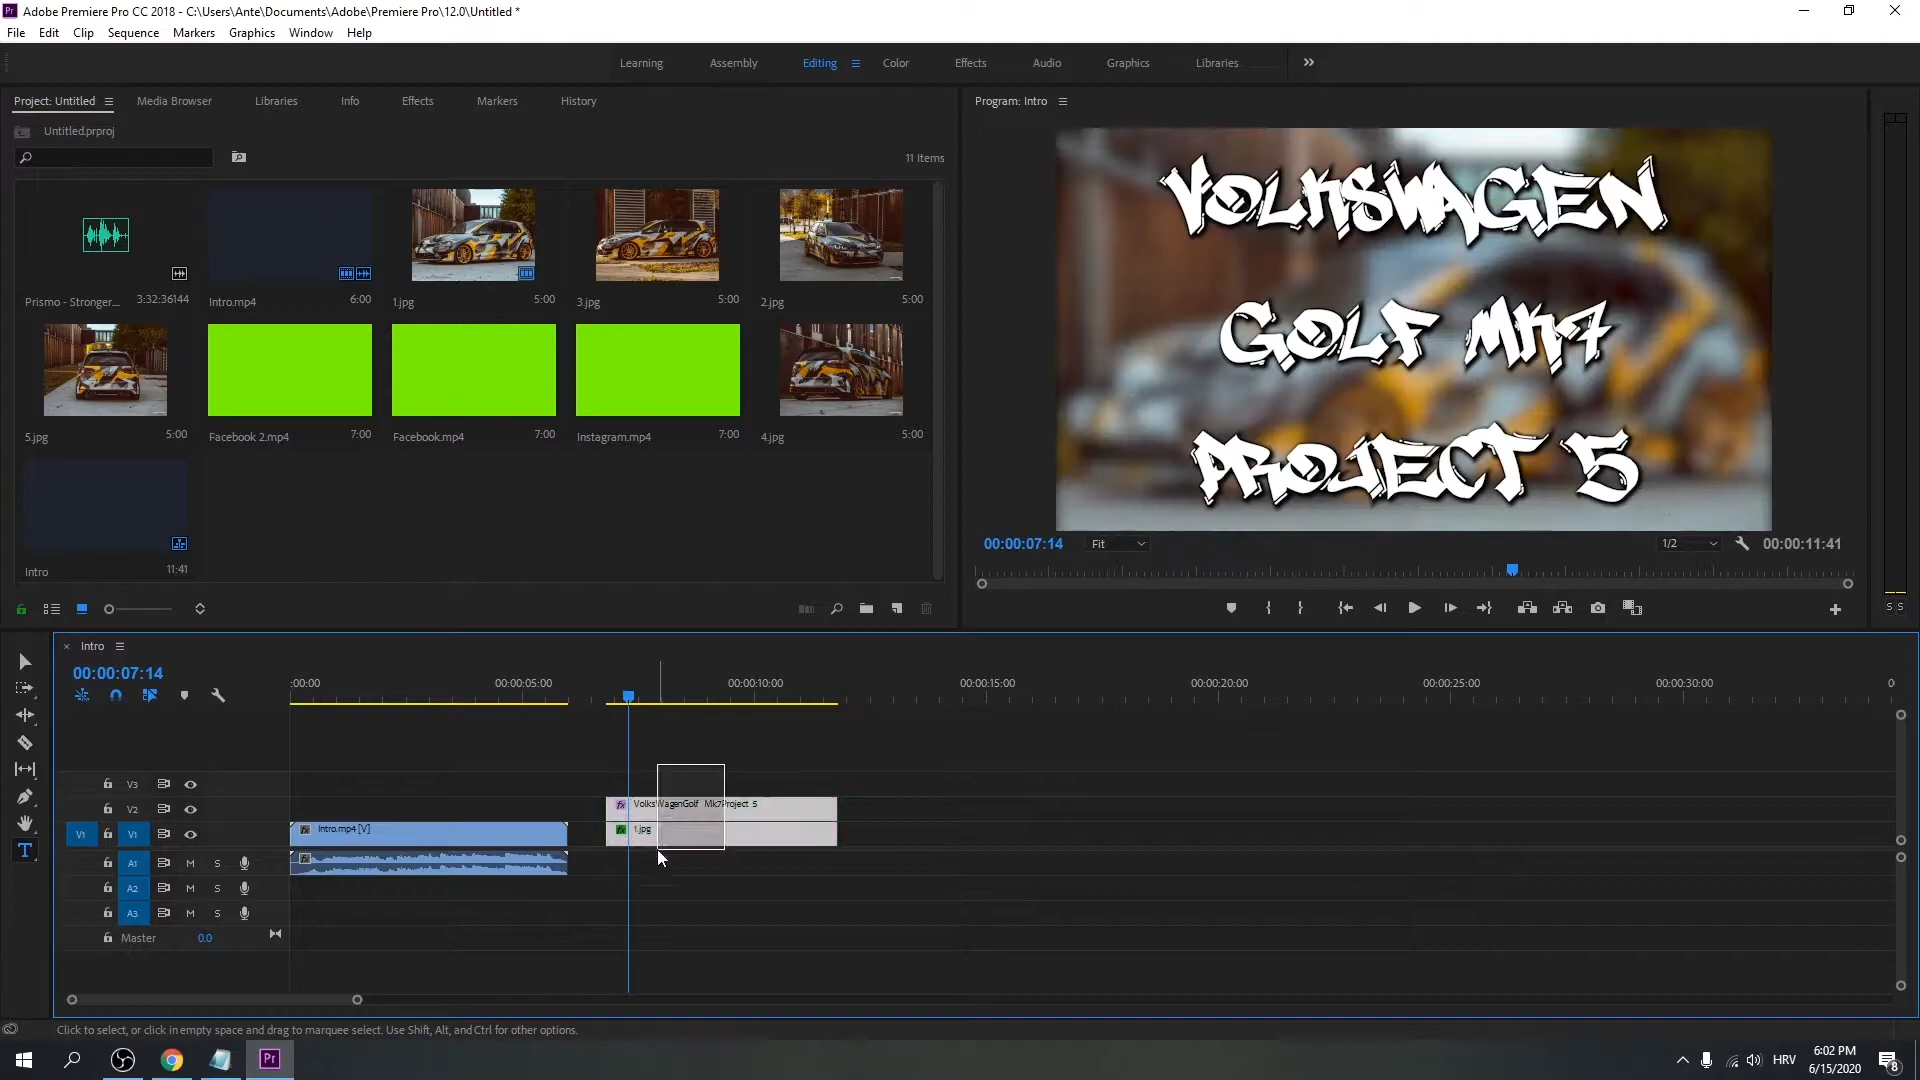 Pr Adobe Premiere Pro CC 2018 - C:\Users\Ante\Documents\Adobe\Premiere Pro\12.0\Untitled *
File Edit Clip Sequence Markers Graphics Window Help
Learning Assembly Editing Color Effects Audio Graphics Libraries
Project: Untitled Media Browser Libraries Info Effects Markers History
Program: Intro
Untitled.prproj
11 Items
Prismo - Stronger... 3:32:36144
Intro.mp4 6:00
1.jpg 5:00
3.jpg 5:00
2.jpg 5:00
5.jpg 5:00
Facebook 2.mp4 7:00
Facebook.mp4 7:00
Instagram.mp4 7:00
4.jpg 5:00
Intro 11:41
VOLKSWAGEN
GOLF MK7
PROJECT 5
00:00:07:14 Fit 1/2 00:00:11:41
S S
Intro
00:00:07:14
:00:00 00:00:05:00 00:00:10:00 00:00:15:00 00:00:20:00 00:00:25:00 00:00:30:00 0
V3
V2 fx VolksWagenGolf Mk7Project 5
V1 V1 fx Intro.mp4 [V] fx 1.jpg
A1 M S fx
A2 M S
A3 M S
Master 0.0
Click to select, or click in empty space and drag to marquee select. Use Shift, Alt, and Ctrl for other options.
Pr
HRV
6:02 PM
6/15/2020
8